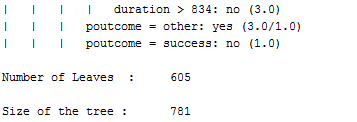 |   |   |   |   duration > 834: no (3.0)
|   |   |   poutcome = other: yes (3.0/1.0)
|   |   |   poutcome = success: no (1.0)
Number of Leaves  :     605
Size of the tree :      781